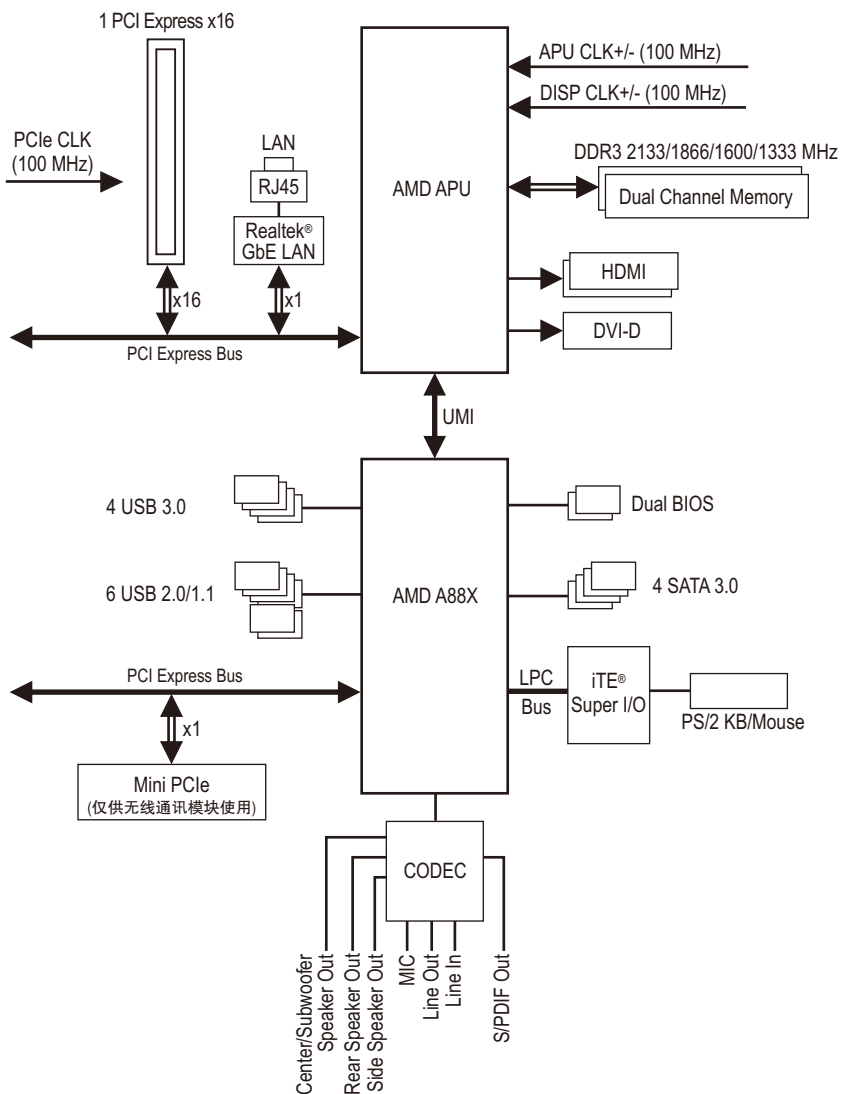 1 PCI Express x16
APU CLK+/- (100 MHz)
DISP CLK+/- (100 MHz)
PCIe CLK
(100 MHz)
LAN
RJ45
Realtek®
GbE LAN
AMD APU
DDR3 2133/1866/1600/1333 MHz
Dual Channel Memory
HDMI
DVI-D
x16
x1
PCI Express Bus
UMI
4 USB 3.0
Dual BIOS
6 USB 2.0/1.1
AMD A88X
4 SATA 3.0
PCI Express Bus
LPC
Bus
iTE®
Super I/O
PS/2 KB/Mouse
x1
Mini PCIe
(仅供无线通讯模块使用)
CODEC
Center/Subwoofer
Speaker Out
Rear Speaker Out
Side Speaker Out
MIC
Line Out
Line In
S/PDIF Out